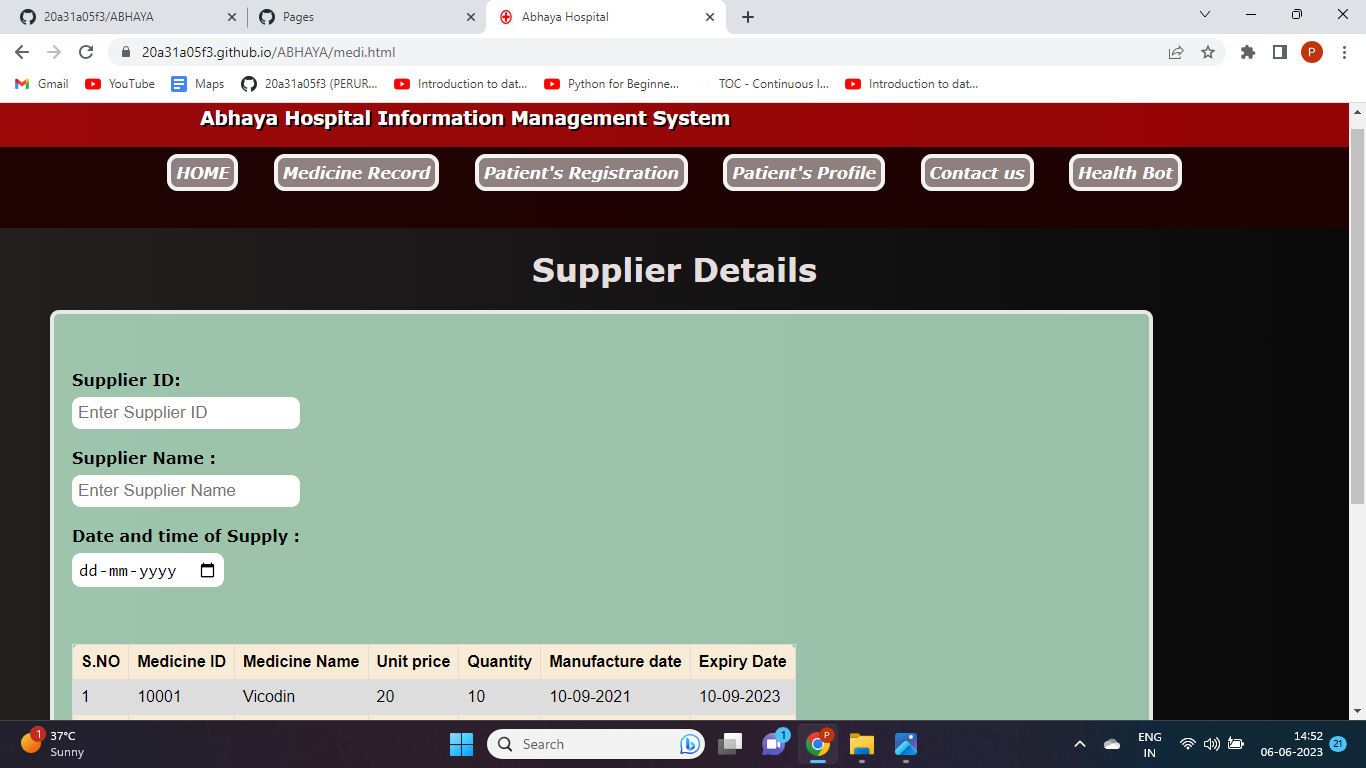 20a31a05f3/ABHAYA
Pages
Abhaya Hospital
20a31a05f3.github.io/ABHAYA/medi.html
P
Gmail
YouTube
Maps
20a31a05f3 (PERUR...
Introduction to dat...
Python for Beginne...
TOC - Continuous I...
Introduction to dat...
Abhaya Hospital Information Management System
HOME Medicine Record Patient's Registration Patient's Profile Contact us Health Bot
Supplier Details
Supplier ID:
Enter Supplier ID
Supplier Name :
Enter Supplier Name
Date and time of Supply :
dd-mm-yyyy
S.NO Medicine ID Medicine Name Unit price Quantity Manufacture date Expiry Date
1 10001 Vicodin 20 10 10-09-2021 10-09-2023
1
37°C
Sunny
Search
1
P
ENG
IN
14:52
06-06-2023
21